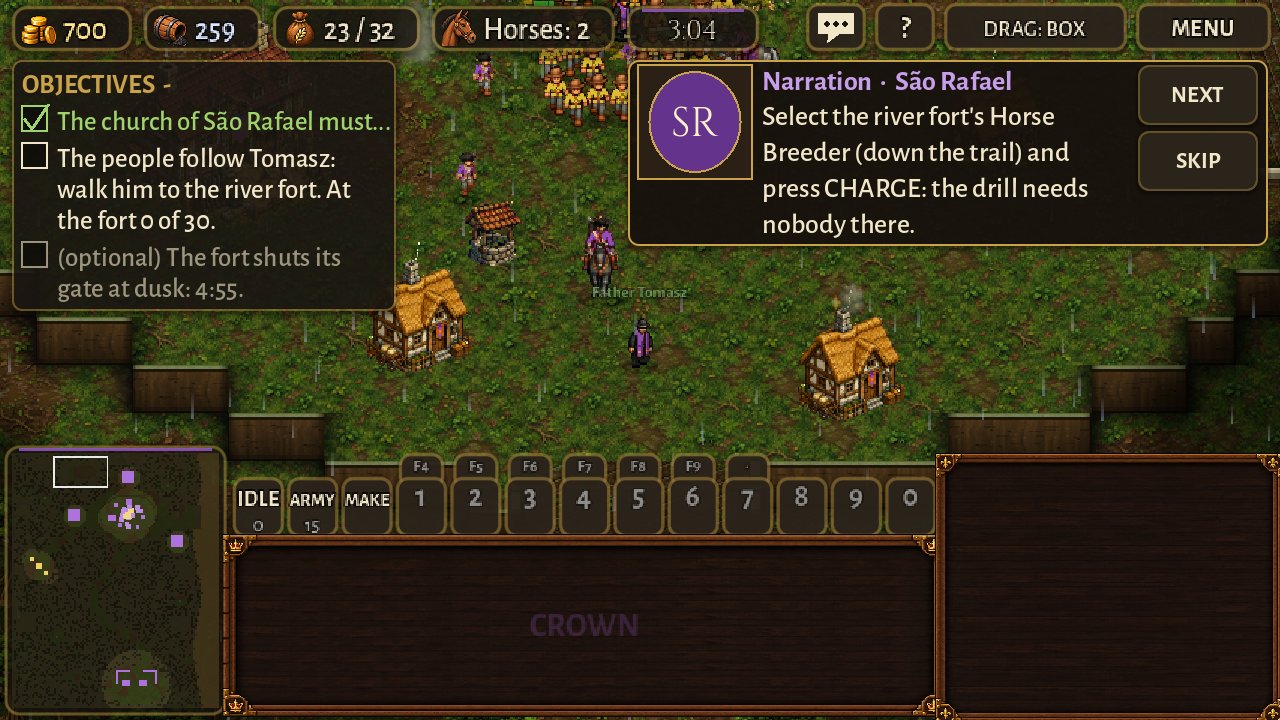 700
259
23 / 32
Horses: 2
3:04
?
DRAG: BOX
MENU
OBJECTIVES -
The church of São Rafael must...
The people follow Tomasz:
walk him to the river fort. At
the fort 0 of 30.
(optional) The fort shuts its
gate at dusk: 4:55.
SR
Narration · São Rafael
Select the river fort's Horse
Breeder (down the trail) and
press CHARGE: the drill needs
nobody there.
NEXT
SKIP
Father Tomasz
F4 F5 F6 F7 F8 F9 ·
IDLE ARMY MAKE 1 2 3 4 5 6 7 8 9 0
0 15
CROWN